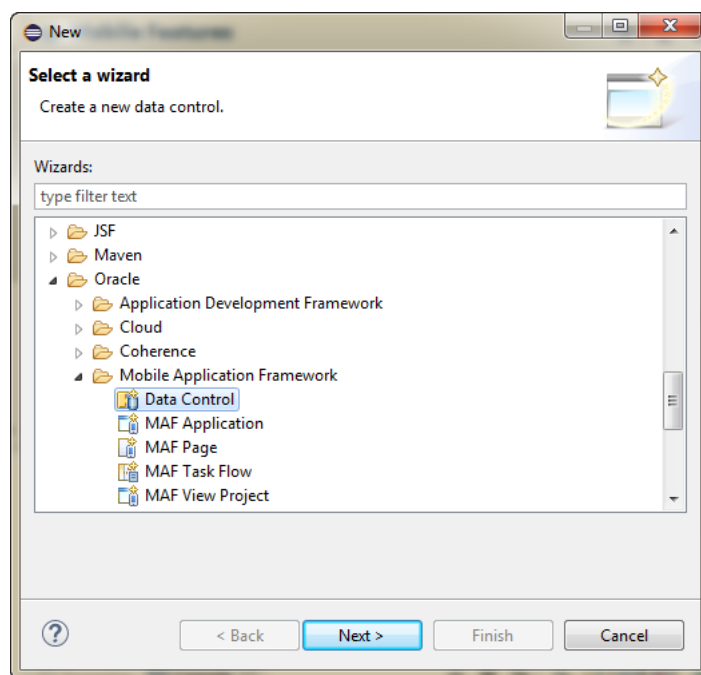 New
Select a wizard
Create a new data control.
Wizards:
type filter text
JSF
Maven
Oracle
Application Development Framework
Cloud
Coherence
Mobile Application Framework
Data Control
MAF Application
MAF Page
MAF Task Flow
MAF View Project
? < Back Next > Finish Cancel